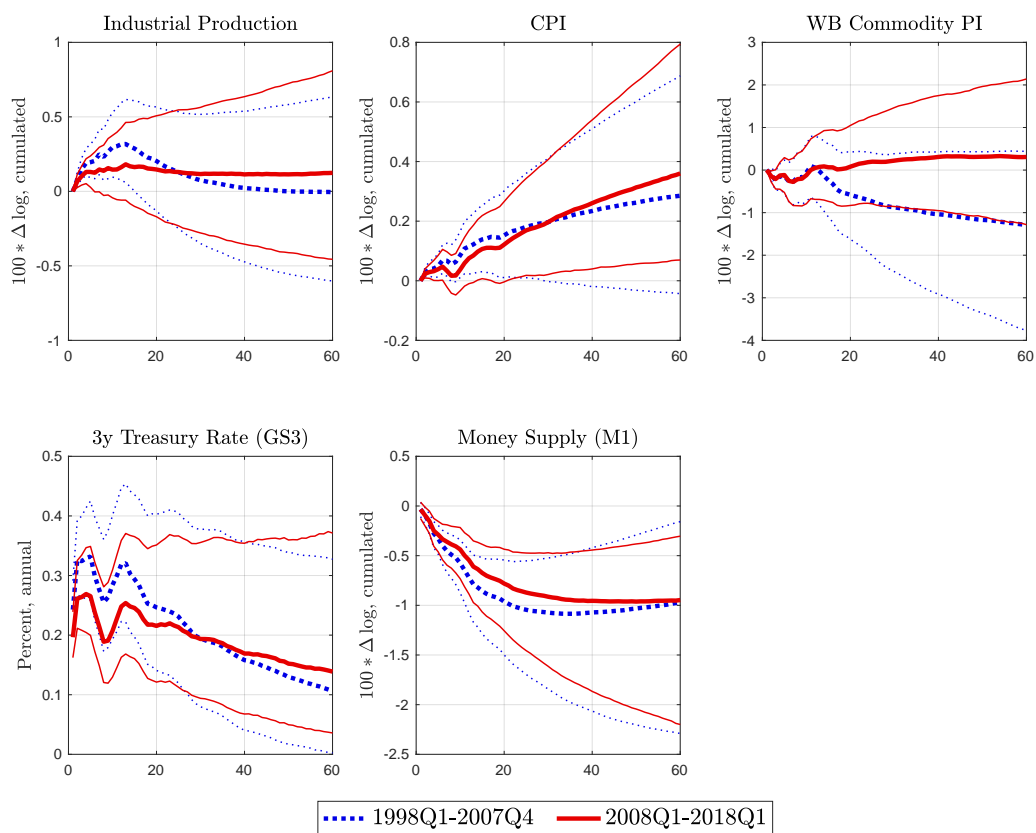 Industrial Production
CPI
WB Commodity PI
100 ∗ Δ log, cumulated
1
0.5
0
-0.5
-1
0 20 40 60
100 ∗ Δ log, cumulated
0.8
0.6
0.4
0.2
0
-0.2
0 20 40 60
100 ∗ Δ log, cumulated
3
2
1
0
-1
-2
-3
-4
0 20 40 60
3y Treasury Rate (GS3)
Money Supply (M1)
Percent, annual
0.5
0.4
0.3
0.2
0.1
0
0 20 40 60
100 ∗ Δ log, cumulated
0.5
0
-0.5
-1
-1.5
-2
-2.5
0 20 40 60
1998Q1-2007Q4 2008Q1-2018Q1